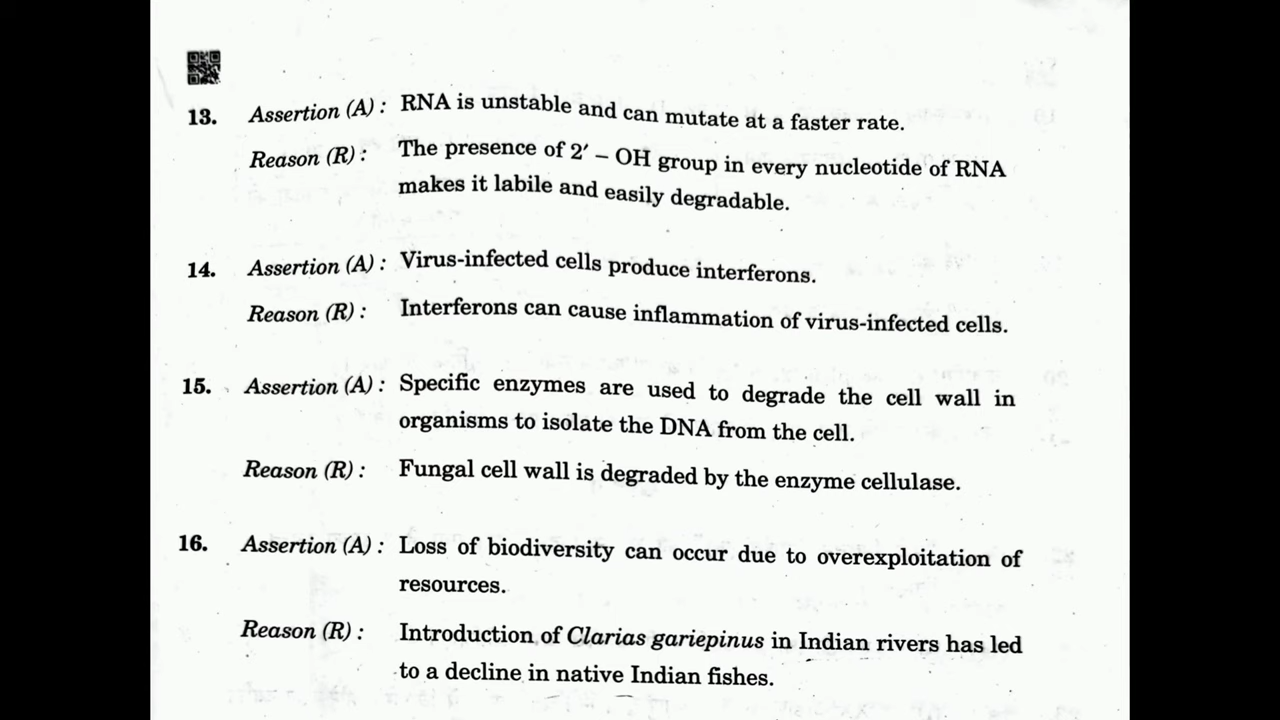 13. Assertion (A) : RNA is unstable and can mutate at a faster rate.
Reason (R) : The presence of 2′ – OH group in every nucleotide of RNA
makes it labile and easily degradable.
14. Assertion (A) : Virus-infected cells produce interferons.
Reason (R) : Interferons can cause inflammation of virus-infected cells.
15. Assertion (A) : Specific enzymes are used to degrade the cell wall in
organisms to isolate the DNA from the cell.
Reason (R) : Fungal cell wall is degraded by the enzyme cellulase.
16. Assertion (A) : Loss of biodiversity can occur due to overexploitation of
resources.
Reason (R) : Introduction of Clarias gariepinus in Indian rivers has led
to a decline in native Indian fishes.